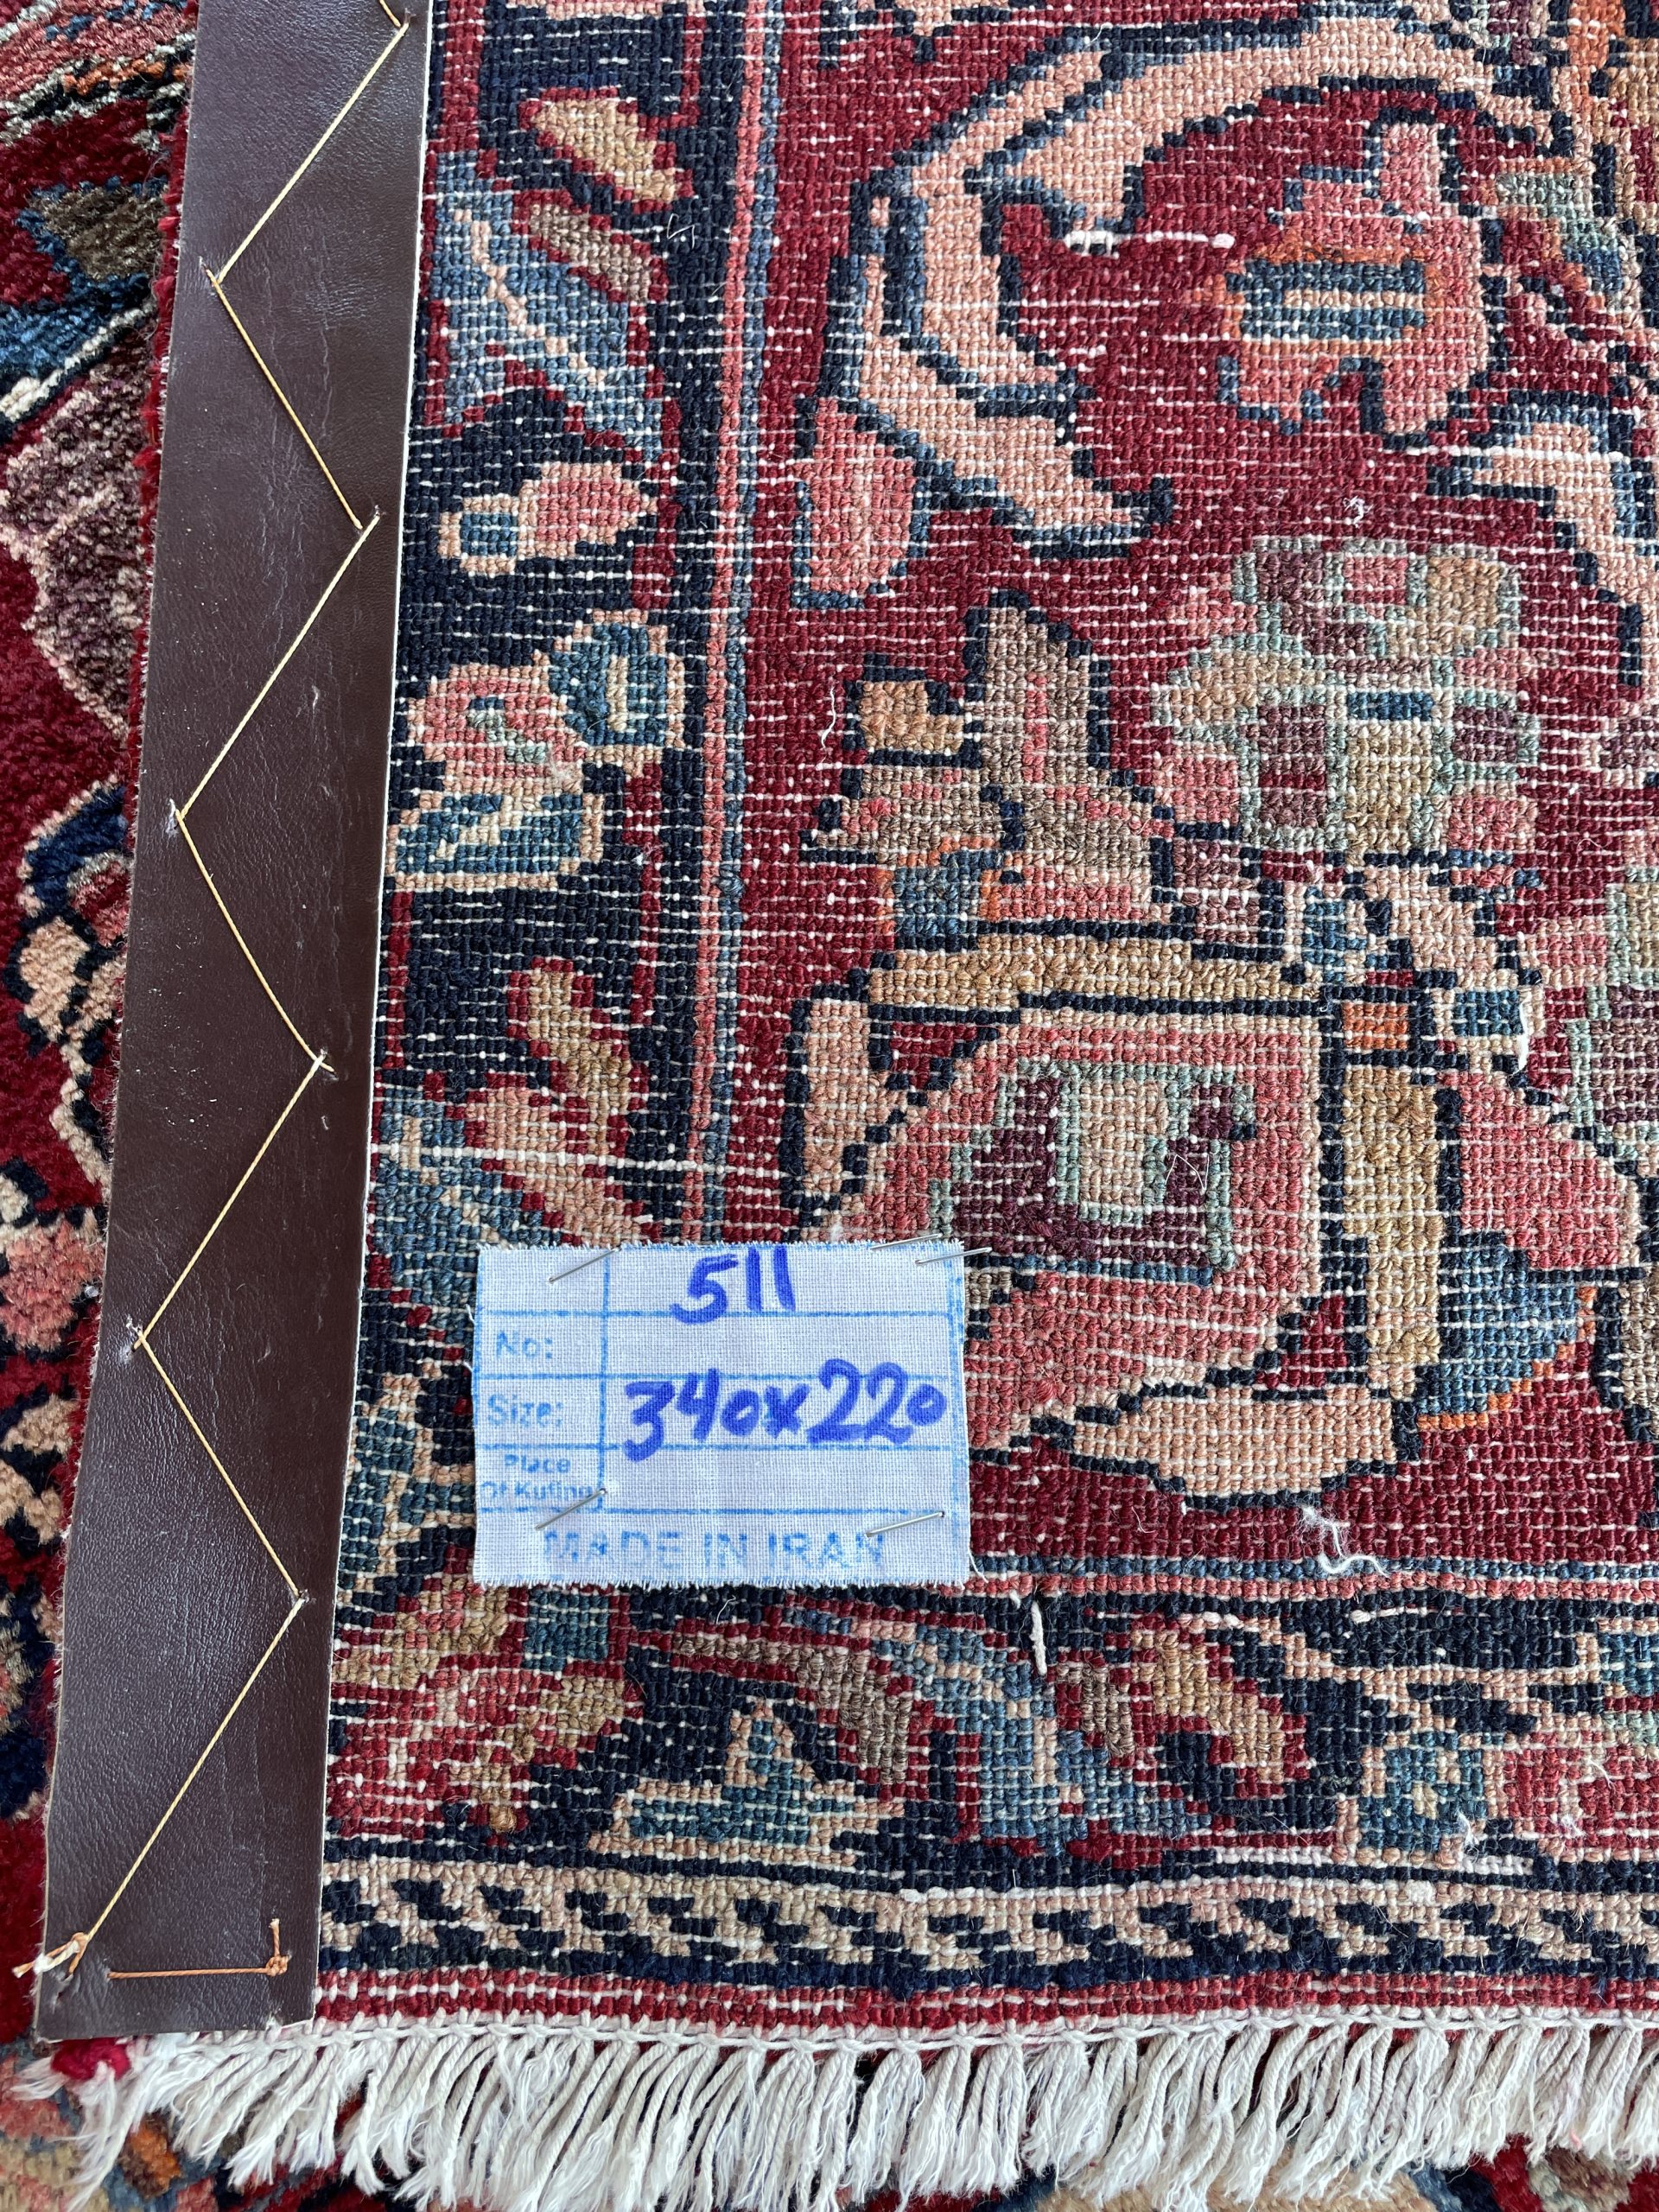 511
No:
Size: 340x220
Place
Of Kufing
MADE IN IRAN